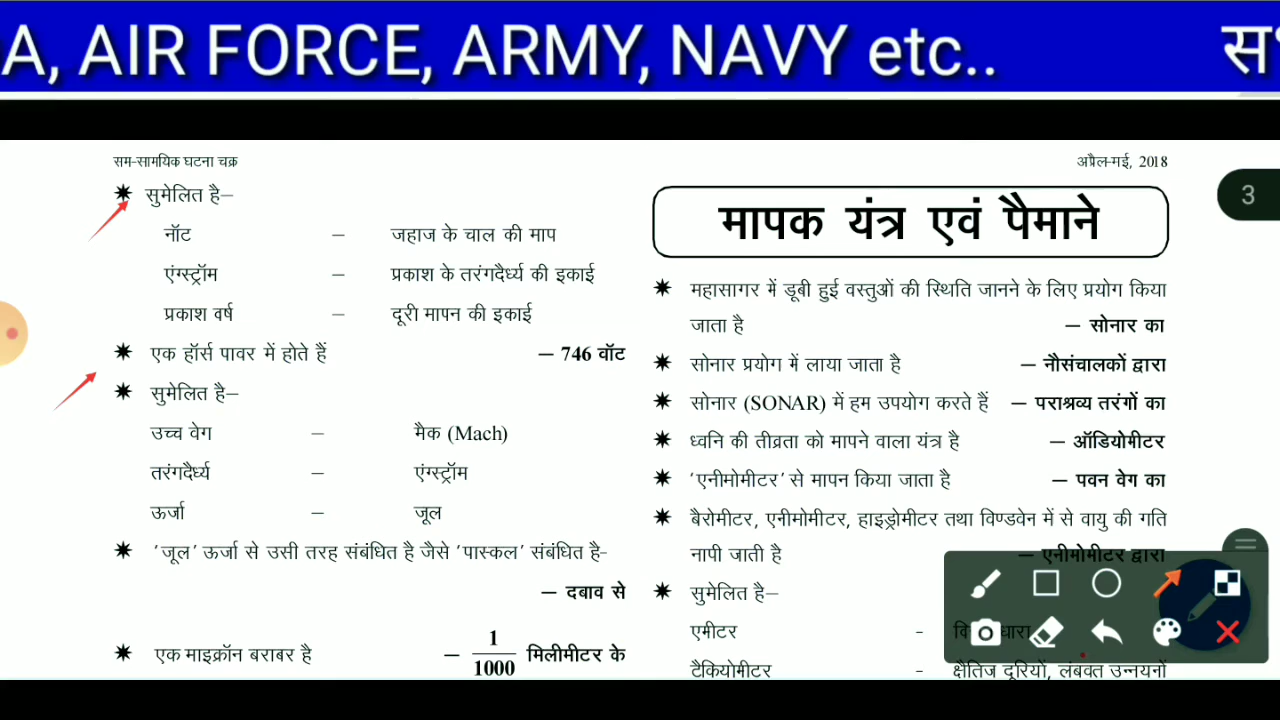 A, AIR FORCE, ARMY, NAVY etc..
सम-सामयिक घटना चक्र
अप्रैल-मई, 2018
3
सुमेलित है–
नॉट – जहाज के चाल की माप
एंग्स्ट्रॉम – प्रकाश के तरंगदैर्ध्य की इकाई
प्रकाश वर्ष – दूरी मापन की इकाई
एक हॉर्स पावर में होते हैं – 746 वॉट
सुमेलित है–
उच्च वेग – मैक (Mach)
तरंगदैर्ध्य – एंग्स्ट्रॉम
ऊर्जा – जूल
'जूल' ऊर्जा से उसी तरह संबंधित है जैसे 'पास्कल' संबंधित है-
– दबाव से
एक माइक्रॉन बराबर है – 1/1000 मिलीमीटर के
मापक यंत्र एवं पैमाने
महासागर में डूबी हुई वस्तुओं की स्थिति जानने के लिए प्रयोग किया
जाता है – सोनार का
सोनार प्रयोग में लाया जाता है – नौसंचालकों द्वारा
सोनार (SONAR) में हम उपयोग करते हैं – पराश्रव्य तरंगों का
ध्वनि की तीव्रता को मापने वाला यंत्र है – ऑडियोमीटर
'एनीमोमीटर' से मापन किया जाता है – पवन वेग का
बैरोमीटर, एनीमोमीटर, हाइड्रोमीटर तथा विण्डवेन में से वायु की गति
नापी जाती है – एनीमोमीटर द्वारा
सुमेलित है–
एमीटर - धारा
टैकियोमीटर - क्षैतिज दूरियों, लंबवत उन्नयनों